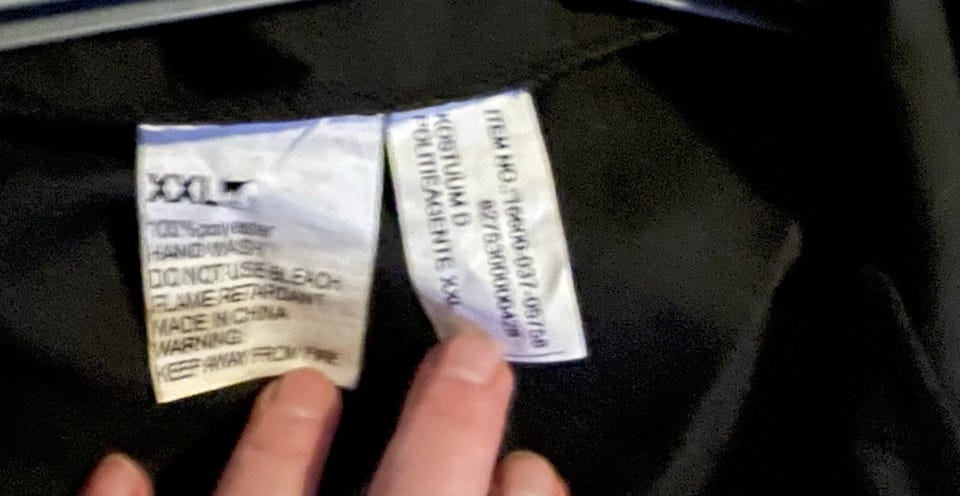 XXL
100% polyester
HAND WASH
DO NOT USE BLEACH
FLAME RETARDANT
MADE IN CHINA
WARNING:
KEEP AWAY FROM FIRE
ITEM NO.:
KOSTUUM D
POLITIEAGENTE XXL